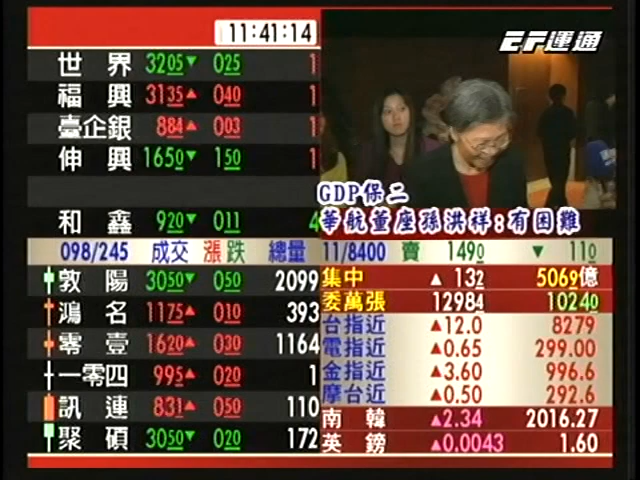 11:41:14
EF運通
世界 3205▼ 025 1
福興 3135▲ 040 1
臺企銀 884▲ 003 1
伸興 1650▼ 150 1
和鑫 920▼ 011 4
GDP保二
華航董座孫洪祥:有困難
098/245 成交 漲跌 總量
11/8400 賣 1490 ▼ 110
敦陽 3050▼ 050 2099
鴻名 1175▲ 010 393
零壹 1620▲ 030 1164
一零四 995▲ 020 1
訊連 831▲ 050 110
聚碩 3050▼ 020 172
集中 ▲ 132 5069億
委萬張 12984 10240
台指近 ▲12.0 8279
電指近 ▲0.65 299.00
金指近 ▲3.60 996.6
摩台近 ▲0.50 292.6
南韓 ▲2.34 2016.27
英鎊 ▲0.0043 1.60